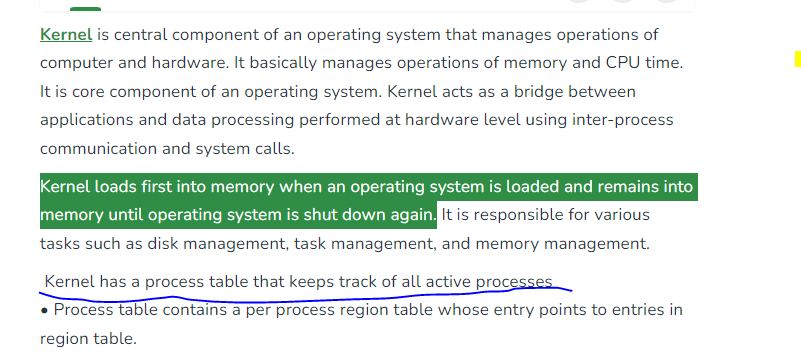 Kernel is central component of an operating system that manages operations of
computer and hardware. It basically manages operations of memory and CPU time.
It is core component of an operating system. Kernel acts as a bridge between
applications and data processing performed at hardware level using inter-process
communication and system calls.
Kernel loads first into memory when an operating system is loaded and remains into
memory until operating system is shut down again. It is responsible for various
tasks such as disk management, task management, and memory management.
Kernel has a process table that keeps track of all active processes
• Process table contains a per process region table whose entry points to entries in
region table.